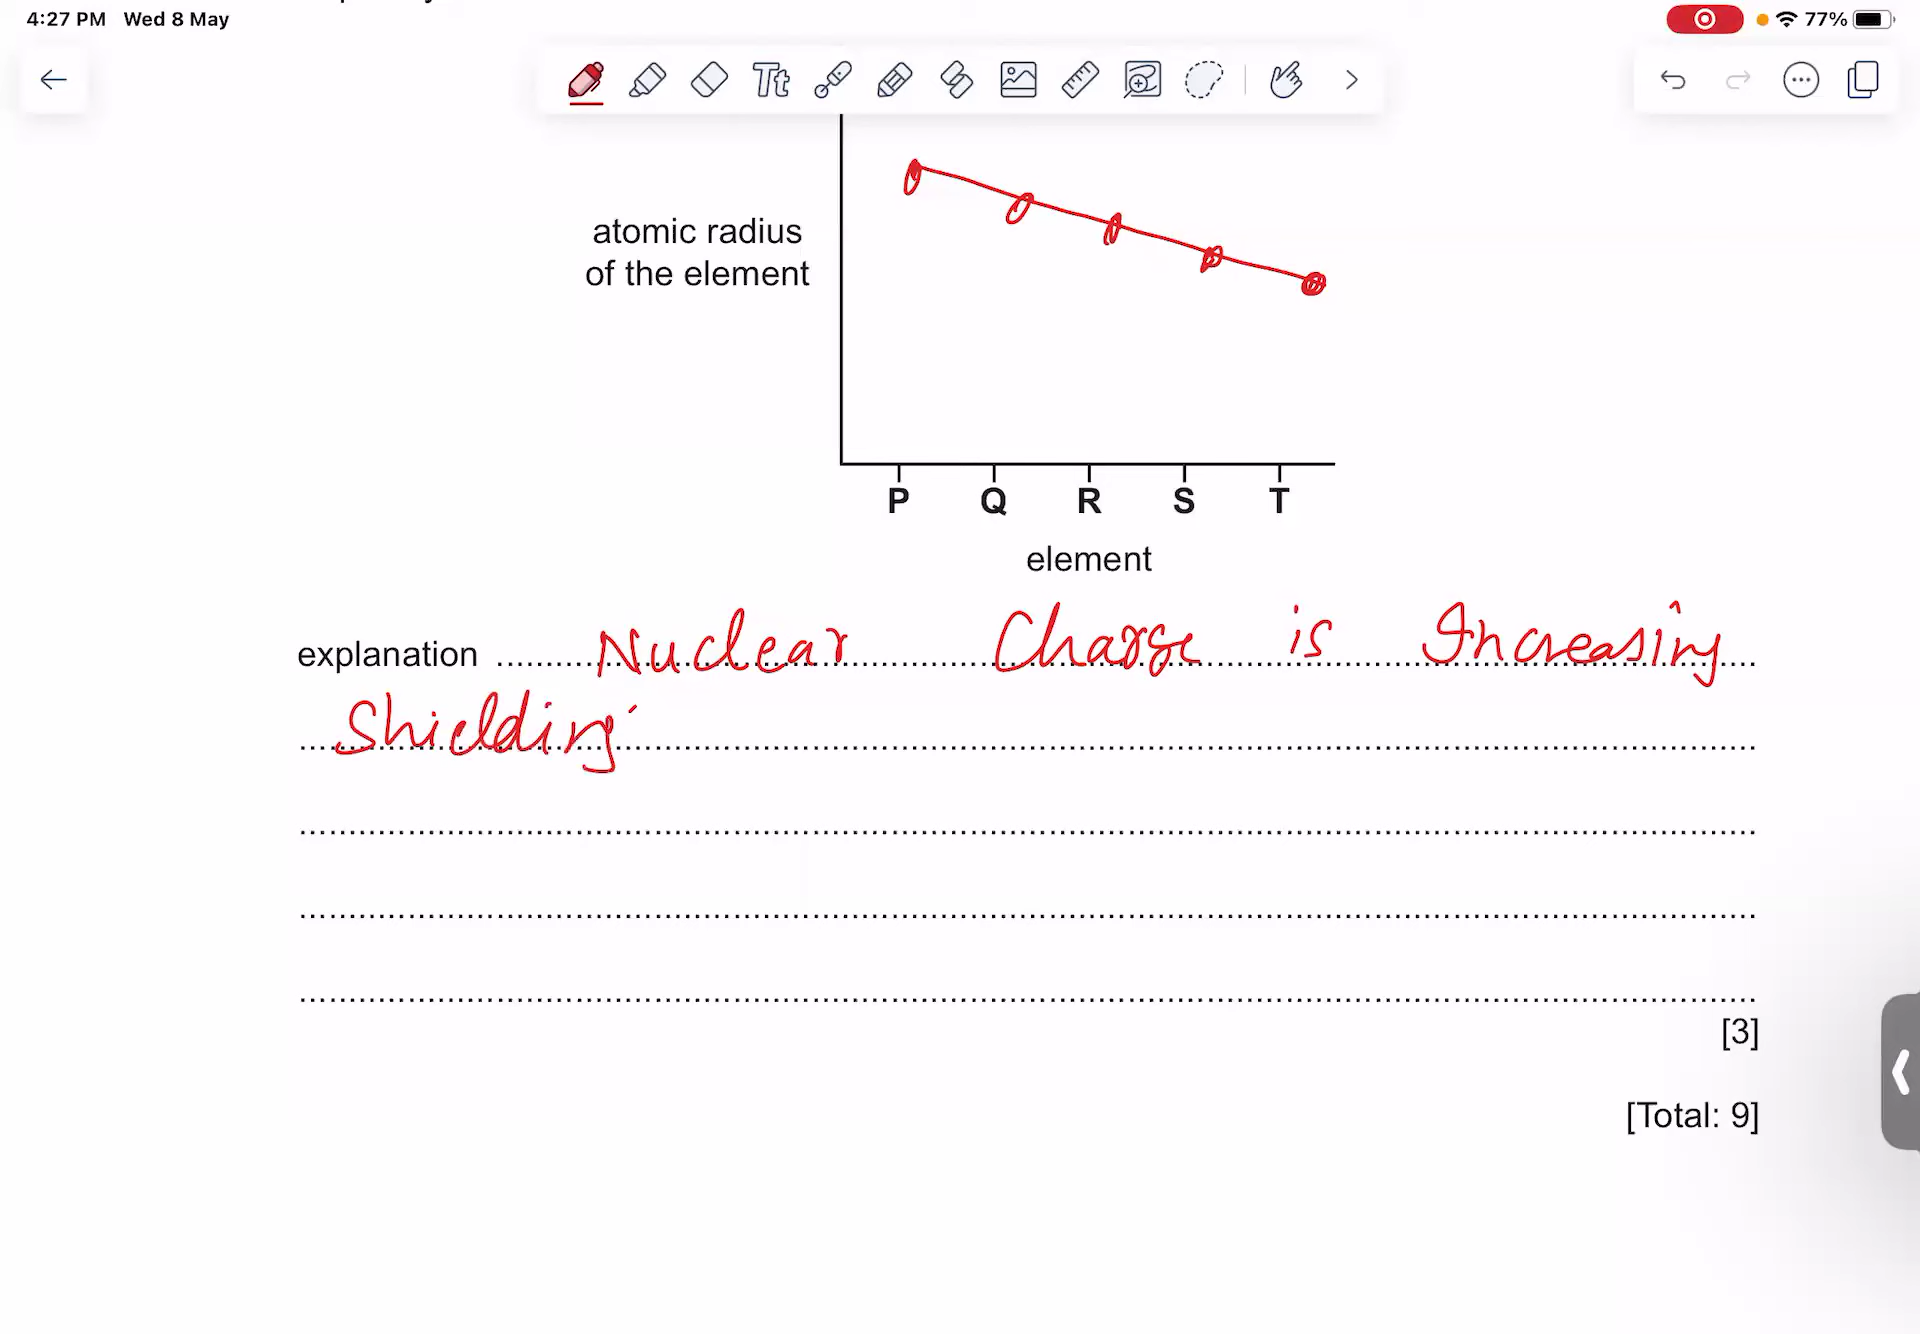 4:27 PM Wed 8 May
77%
Tt
atomic radius
of the element
P Q R S T
element
explanation Nuclear Charge is Increasing
Shielding
[3]
[Total: 9]